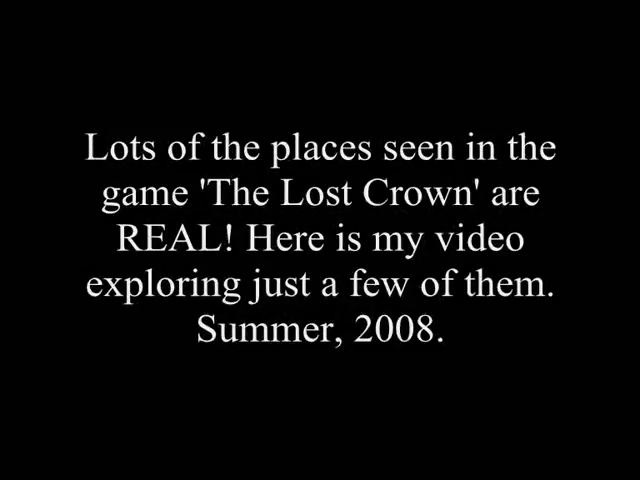 Lots of the places seen in the
game 'The Lost Crown' are
REAL! Here is my video
exploring just a few of them.
Summer, 2008.